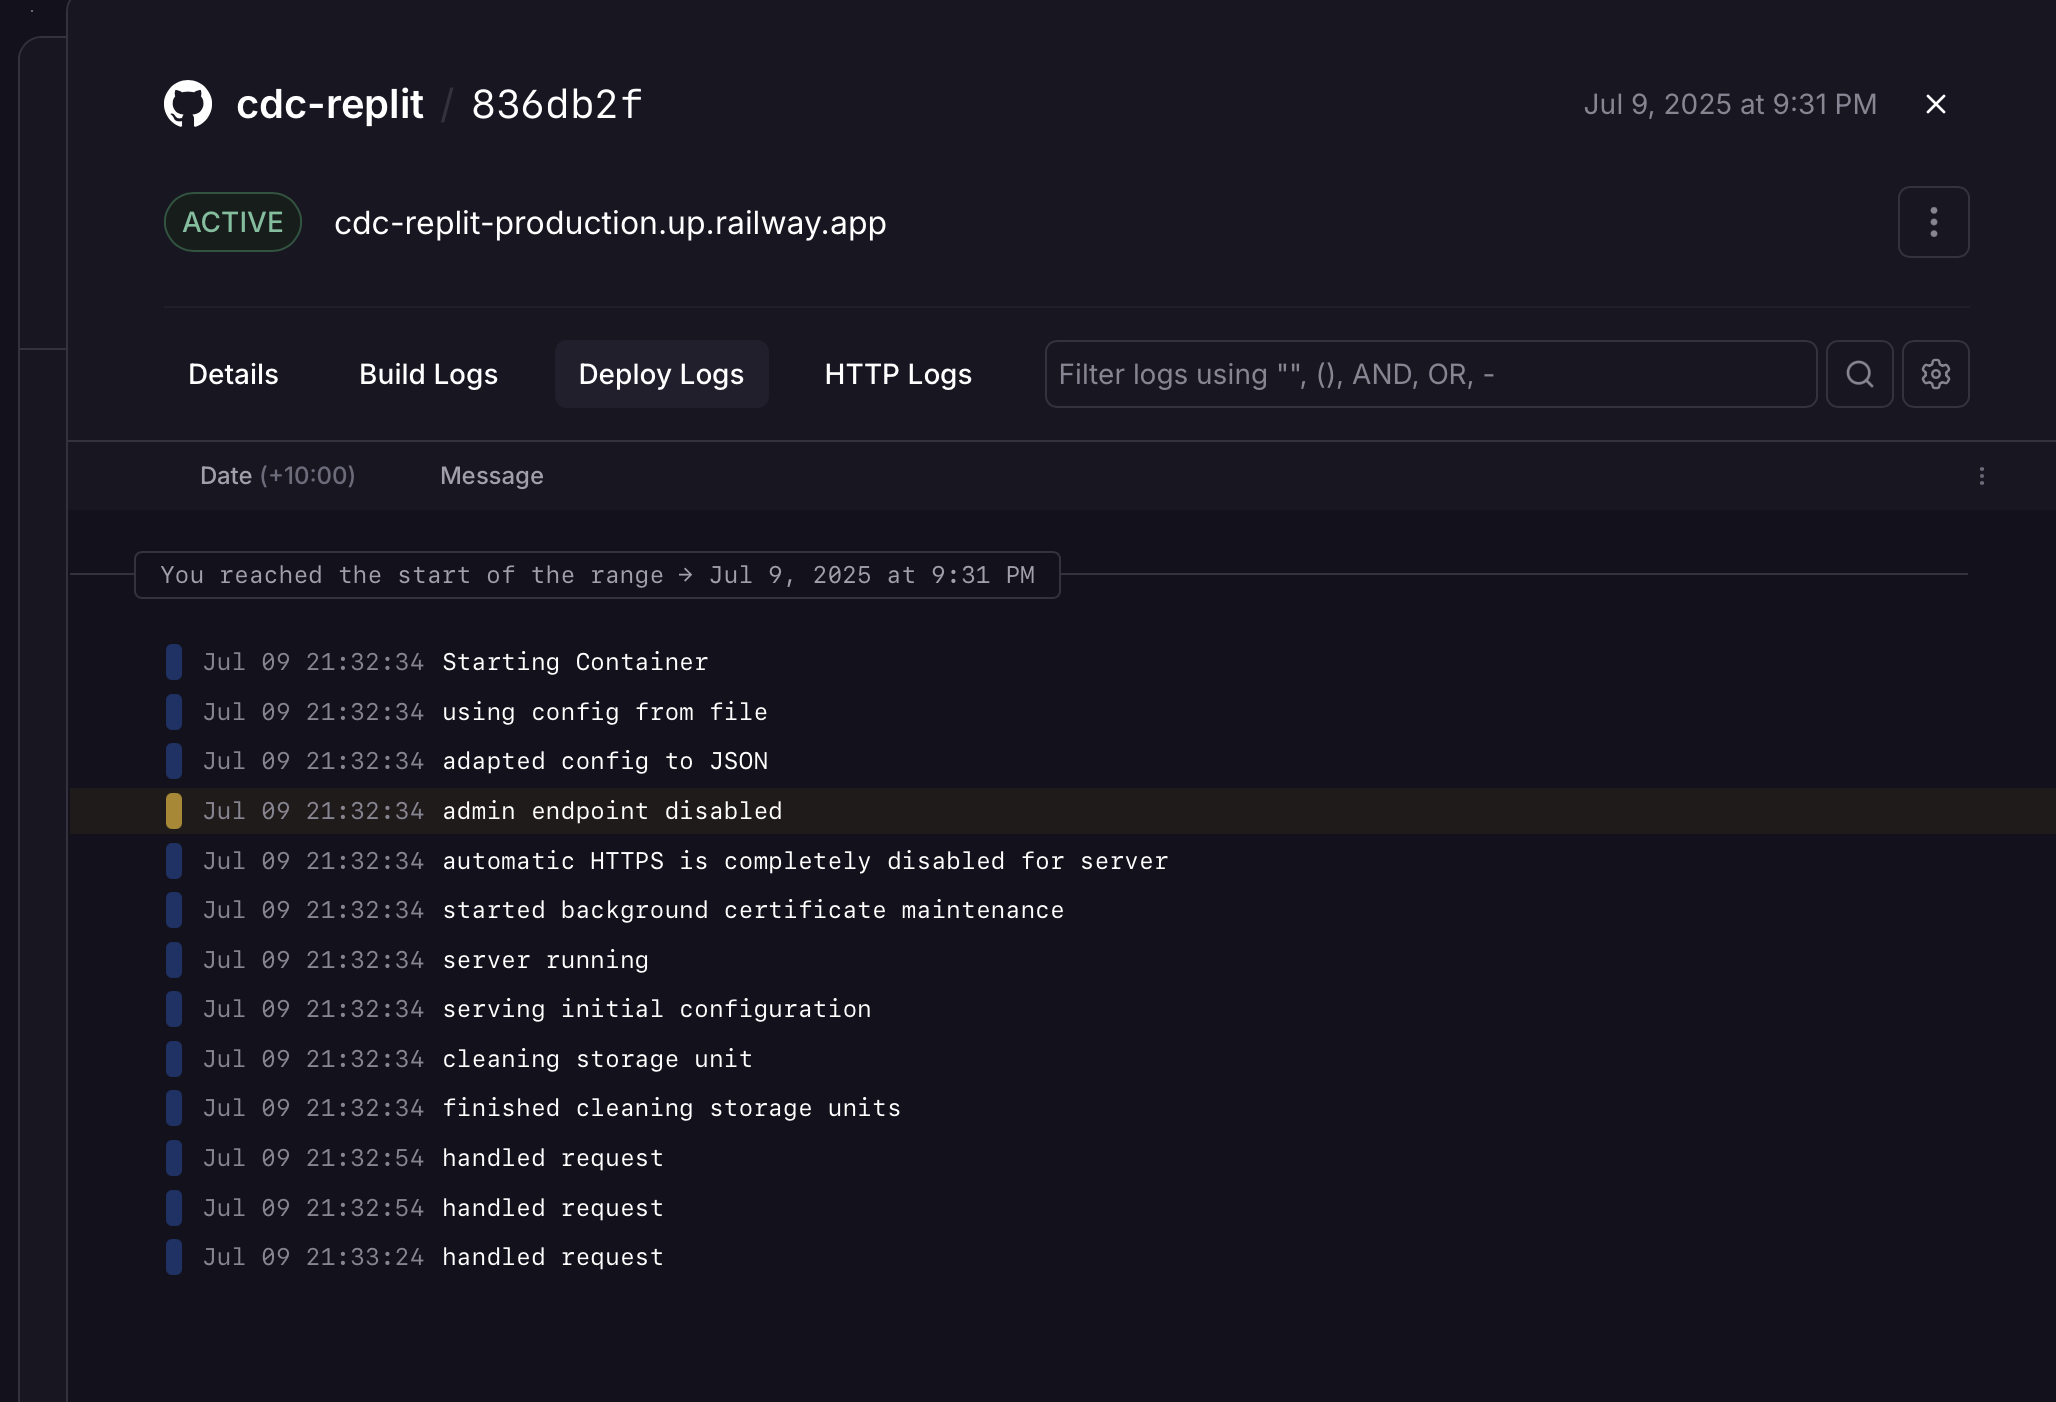 cdc-replit / 836db2f
Jul 9, 2025 at 9:31 PM
ACTIVE
cdc-replit-production.up.railway.app
Details
Build Logs
Deploy Logs
HTTP Logs
Filter logs using "", (), AND, OR, -
Date (+10:00)
Message
You reached the start of the range → Jul 9, 2025 at 9:31 PM
Jul 09 21:32:34 Starting Container
Jul 09 21:32:34 using config from file
Jul 09 21:32:34 adapted config to JSON
Jul 09 21:32:34 admin endpoint disabled
Jul 09 21:32:34 automatic HTTPS is completely disabled for server
Jul 09 21:32:34 started background certificate maintenance
Jul 09 21:32:34 server running
Jul 09 21:32:34 serving initial configuration
Jul 09 21:32:34 cleaning storage unit
Jul 09 21:32:34 finished cleaning storage units
Jul 09 21:32:54 handled request
Jul 09 21:32:54 handled request
Jul 09 21:33:24 handled request